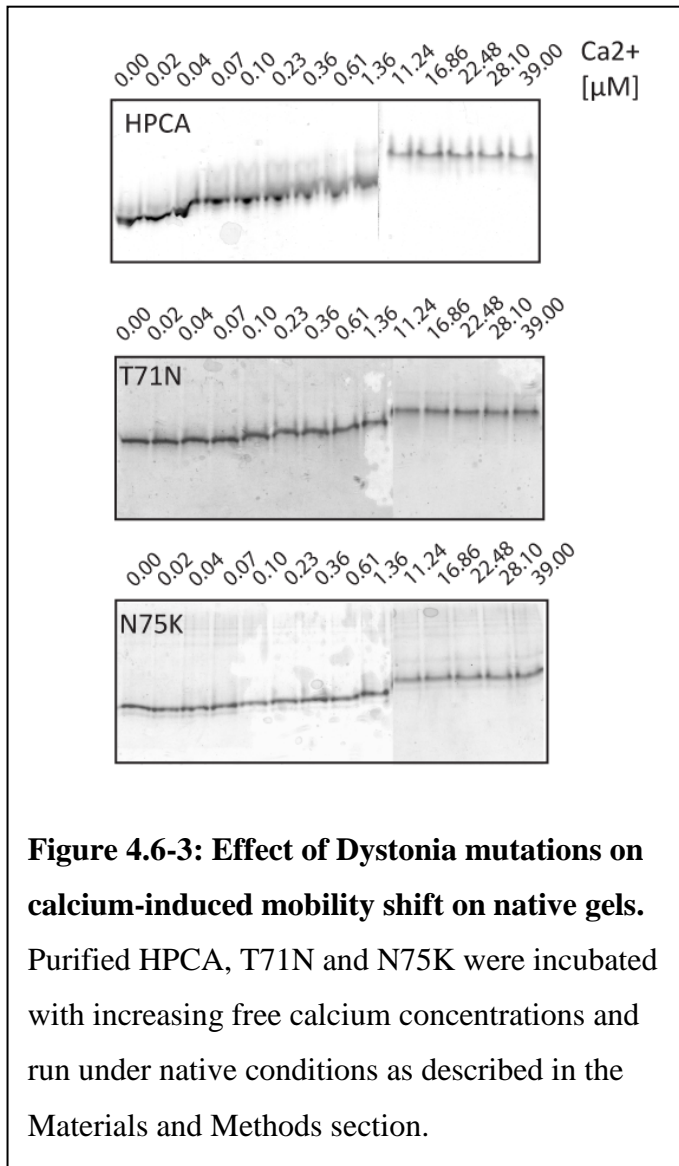 0.00 0.02 0.04 0.07 0.10 0.23 0.36 0.61 1.36 11.24 16.86 22.48 28.10 39.00 Ca2+
[µM]
HPCA
0.00 0.02 0.04 0.07 0.10 0.23 0.36 0.61 1.36 11.24 16.86 22.48 28.10 39.00
T71N
0.00 0.02 0.04 0.07 0.10 0.23 0.36 0.61 1.36 11.24 16.86 22.48 28.10 39.00
N75K
Figure 4.6-3: Effect of Dystonia mutations on
calcium-induced mobility shift on native gels.
Purified HPCA, T71N and N75K were incubated
with increasing free calcium concentrations and
run under native conditions as described in the
Materials and Methods section.